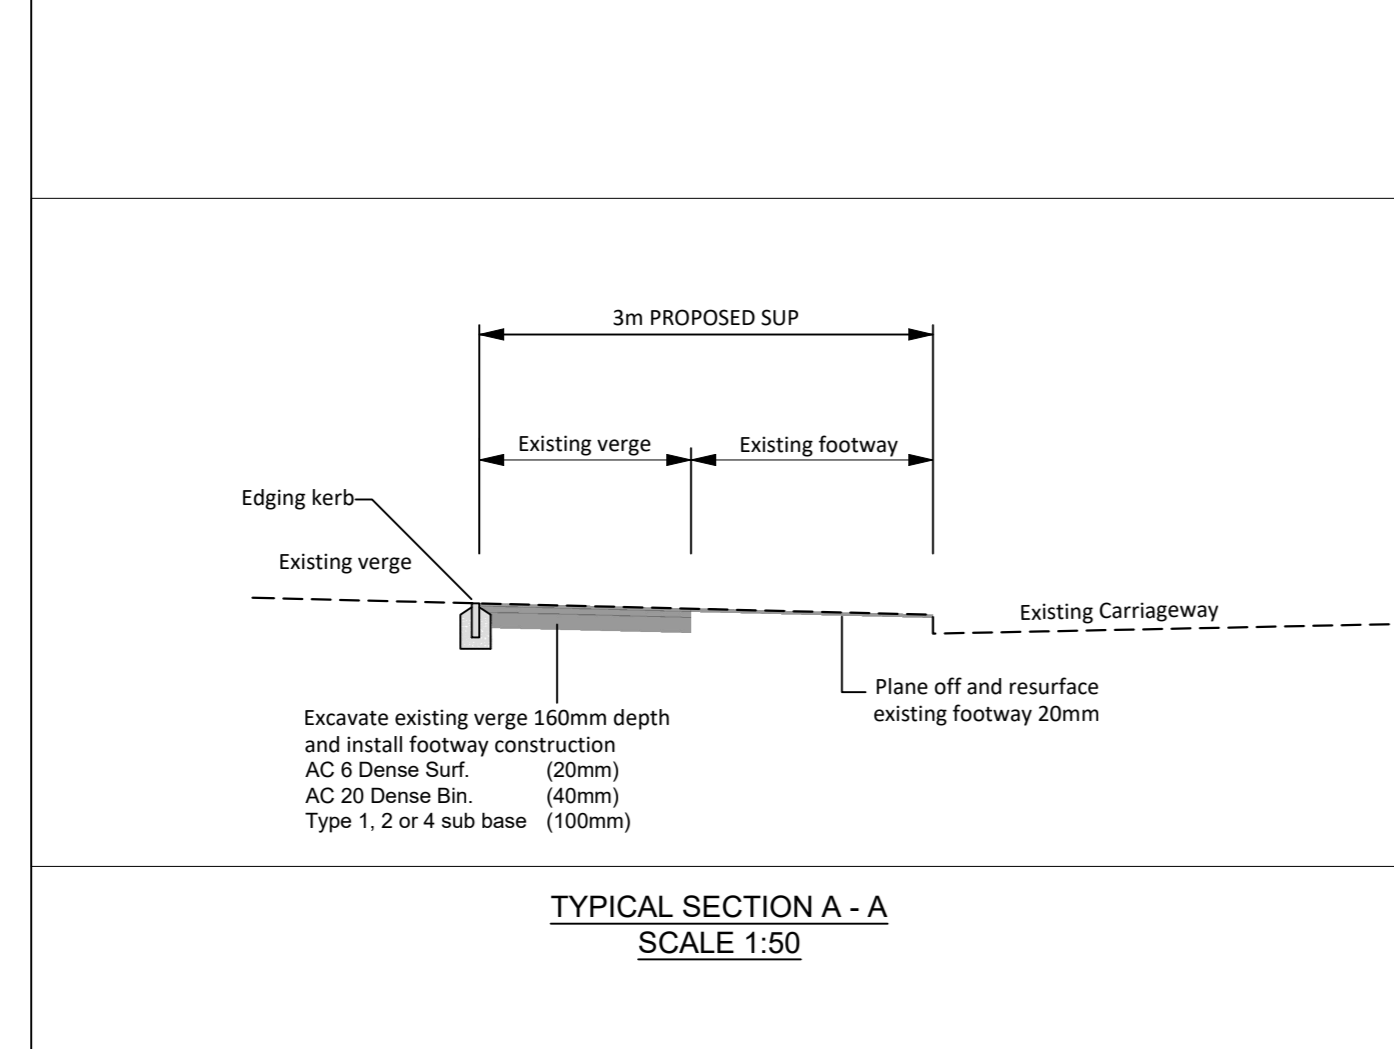 3m PROPOSED SUP
Existing verge
Existing footway
Edging kerb
Existing verge
Existing Carriageway
Plane off and resurface
existing footway 20mm
Excavate existing verge 160mm depth
and install footway construction
AC 6 Dense Surf. (20mm)
AC 20 Dense Bin. (40mm)
Type 1, 2 or 4 sub base (100mm)
TYPICAL SECTION A - A
SCALE 1:50